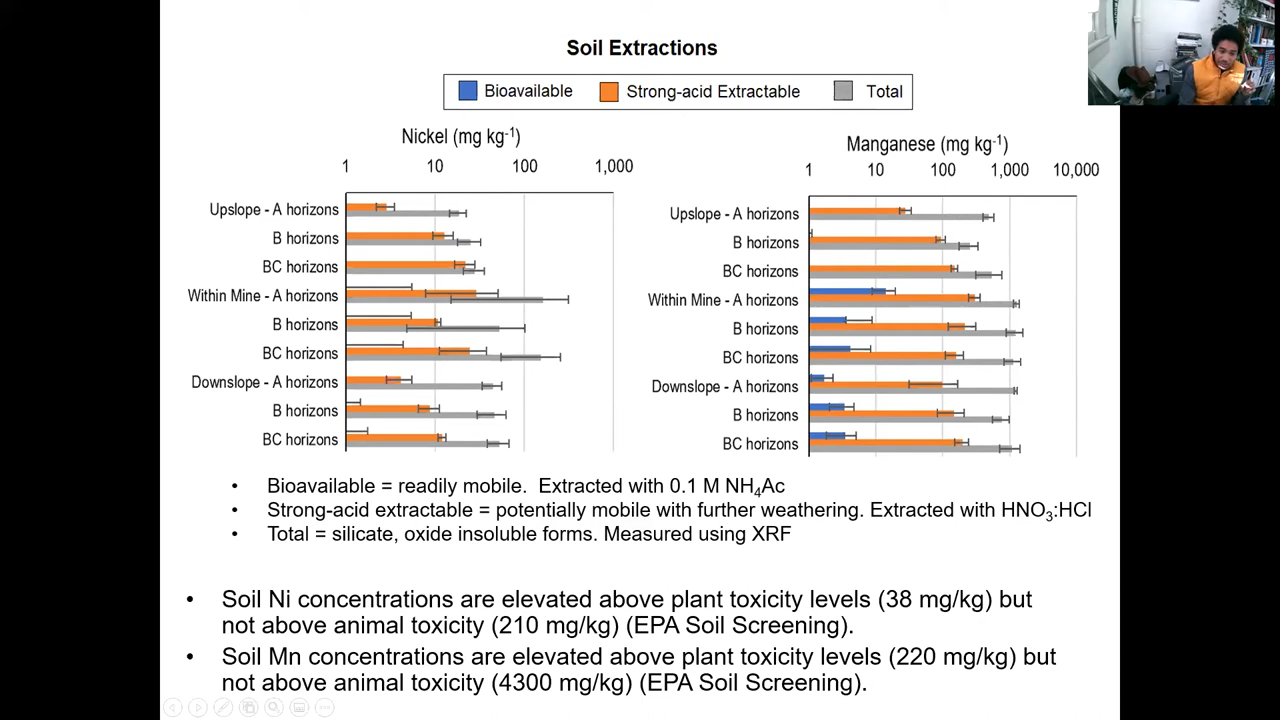 Soil Extractions
Bioavailable Strong-acid Extractable Total
Nickel (mg kg-1)
1 10 100 1,000
Upslope - A horizons
B horizons
BC horizons
Within Mine - A horizons
B horizons
BC horizons
Downslope - A horizons
B horizons
BC horizons
Manganese (mg kg-1)
1 10 100 1,000 10,000
Upslope - A horizons
B horizons
BC horizons
Within Mine - A horizons
B horizons
BC horizons
Downslope - A horizons
B horizons
BC horizons
• Bioavailable = readily mobile. Extracted with 0.1 M NH4Ac
• Strong-acid extractable = potentially mobile with further weathering. Extracted with HNO3:HCl
• Total = silicate, oxide insoluble forms. Measured using XRF
• Soil Ni concentrations are elevated above plant toxicity levels (38 mg/kg) but
not above animal toxicity (210 mg/kg) (EPA Soil Screening).
• Soil Mn concentrations are elevated above plant toxicity levels (220 mg/kg) but
not above animal toxicity (4300 mg/kg) (EPA Soil Screening).